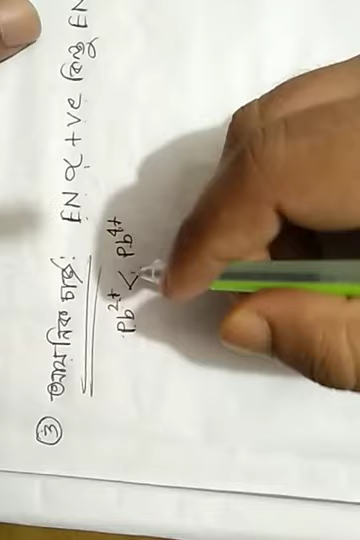 ③ আয়নিক চার্জ: EN α +ve কিন্তু EN
Pb²⁺ < Pb⁴⁺